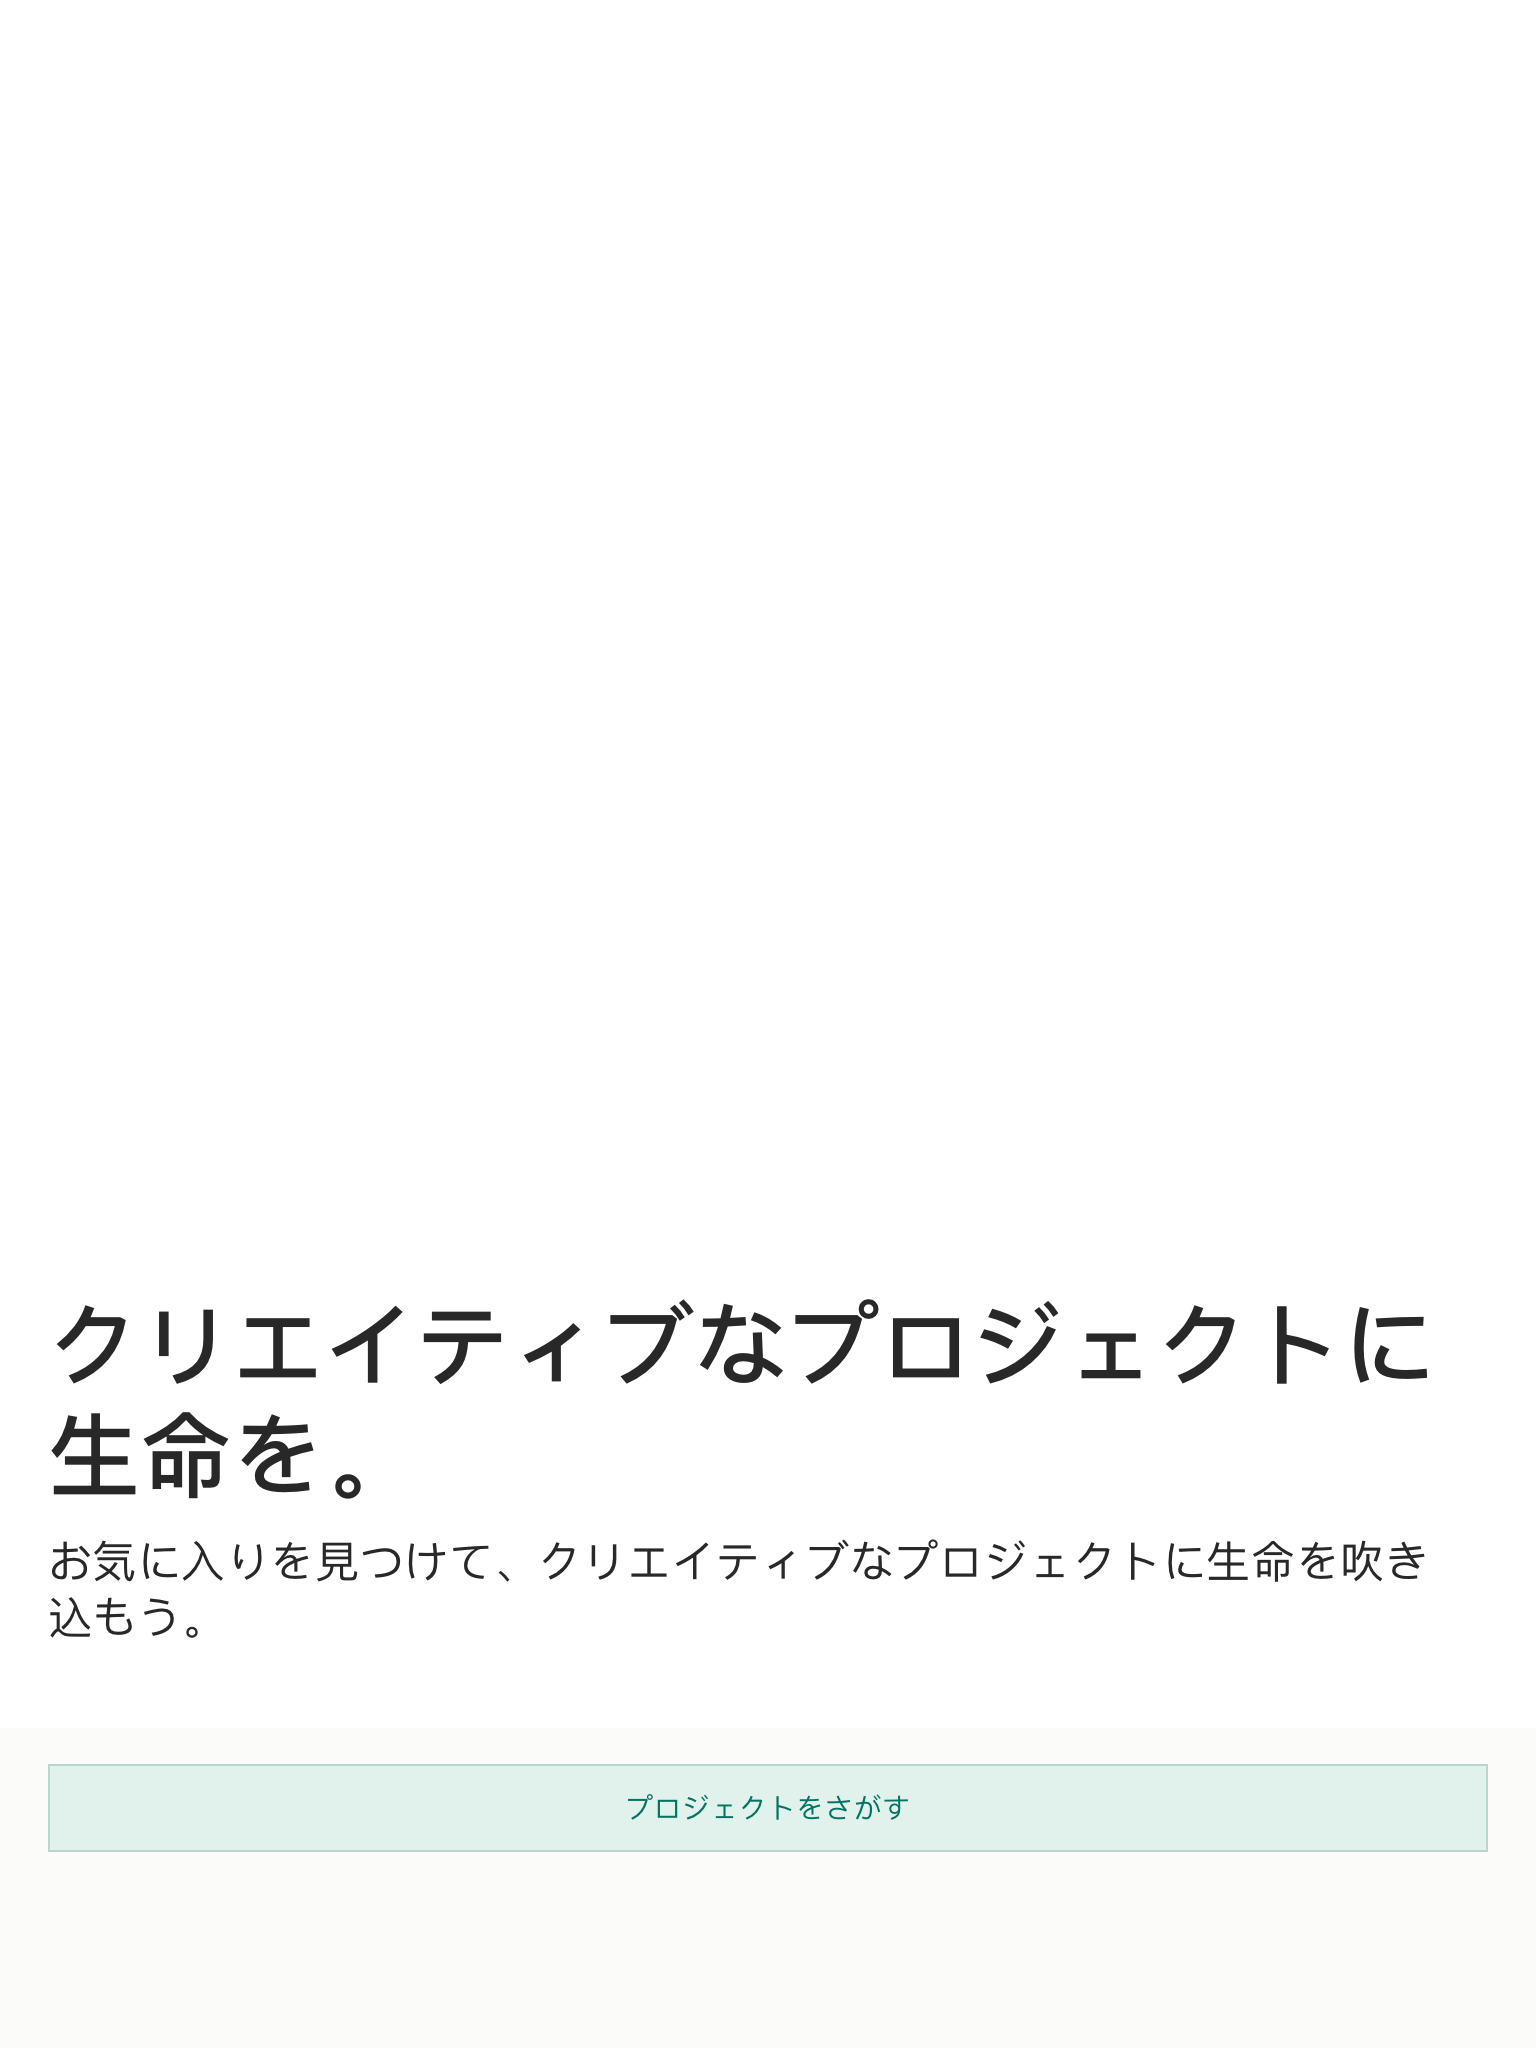 クリエイティブなプロジェクトに
生命を。
お気に入りを見つけて、クリエイティブなプロジェクトに生命を吹き
込もう。
プロジェクトをさがす